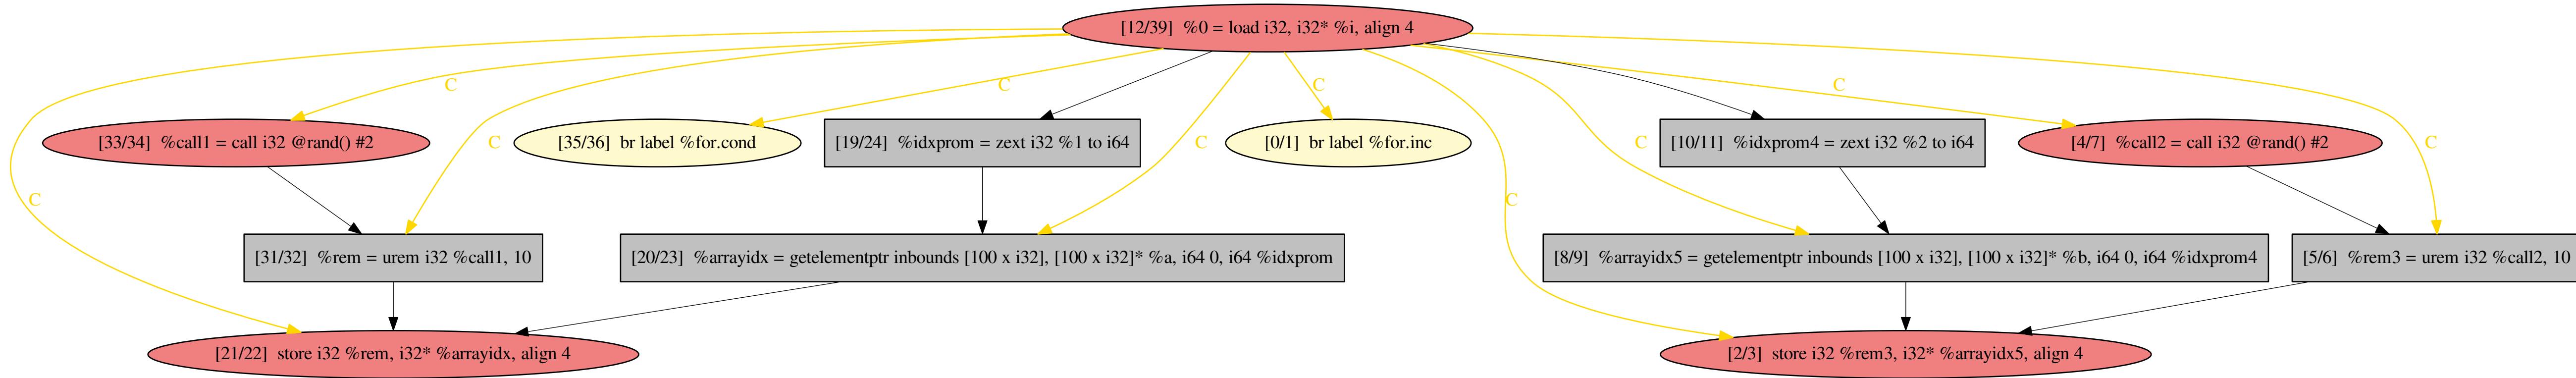 [12/39] %0 = load i32, i32* %i, align 4
C
C
C
C
[33/34] %call1 = call i32 @rand() #2
C
[35/36] br label %for.cond
[19/24] %idxprom = zext i32 %1 to i64
C
[0/1] br label %for.inc
C
[10/11] %idxprom4 = zext i32 %2 to i64
[4/7] %call2 = call i32 @rand() #2
C
C
C
[31/32] %rem = urem i32 %call1, 10
[20/23] %arrayidx = getelementptr inbounds [100 x i32], [100 x i32]* %a, i64 0, i64 %idxprom
[8/9] %arrayidx5 = getelementptr inbounds [100 x i32], [100 x i32]* %b, i64 0, i64 %idxprom4
[5/6] %rem3 = urem i32 %call2, 10
[21/22] store i32 %rem, i32* %arrayidx, align 4
[2/3] store i32 %rem3, i32* %arrayidx5, align 4